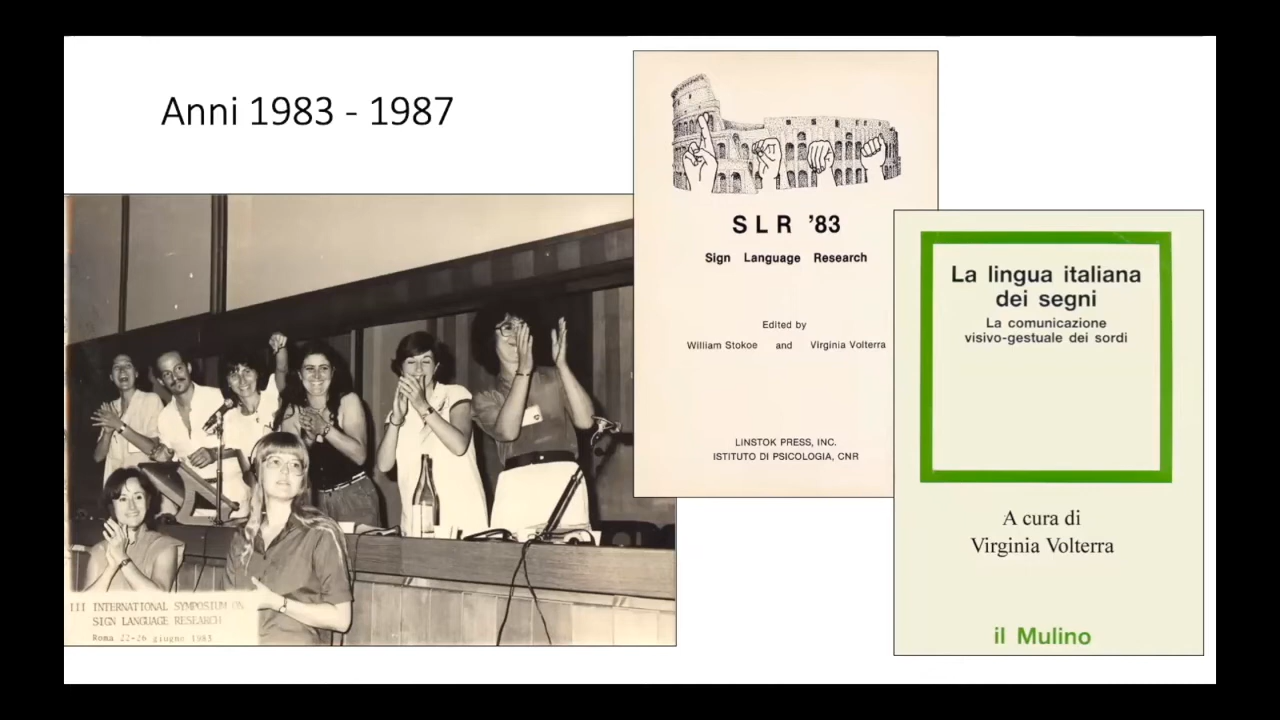 Anni 1983 - 1987
III INTERNATIONAL SYMPOSIUM ON
SIGN LANGUAGE RESEARCH
Roma 22-26 giugno 1983
S L R '83
Sign Language Research
Edited by
William Stokoe and Virginia Volterra
LINSTOK PRESS, INC.
ISTITUTO DI PSICOLOGIA, CNR
La lingua italiana
dei segni
La comunicazione
visivo-gestuale dei sordi
A cura di
Virginia Volterra
il Mulino